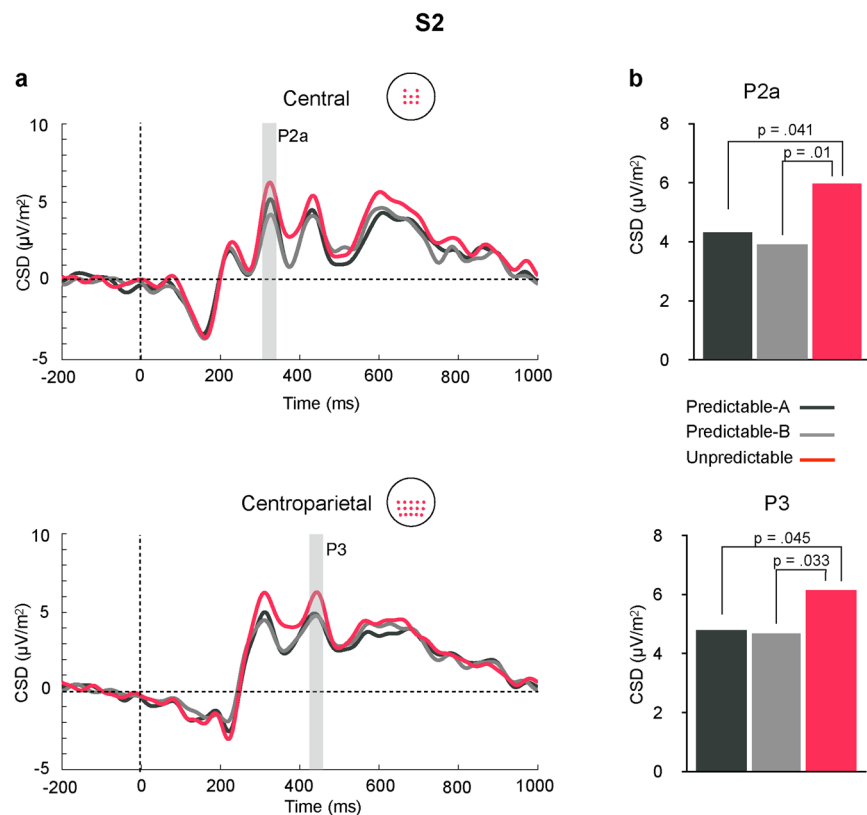 S2
a
Central
P2a
10
5
0
-5
CSD (µV/m²)
-200 0 200 400 600 800 1000
Time (ms)
b
P2a
p = .041
p = .01
8
6
4
2
0
CSD (µV/m²)
Predictable-A
Predictable-B
Unpredictable
Centroparietal
P3
10
5
0
-5
CSD (µV/m²)
-200 0 200 400 600 800 1000
Time (ms)
P3
p = .045
p = .033
8
6
4
2
0
CSD (µV/m²)